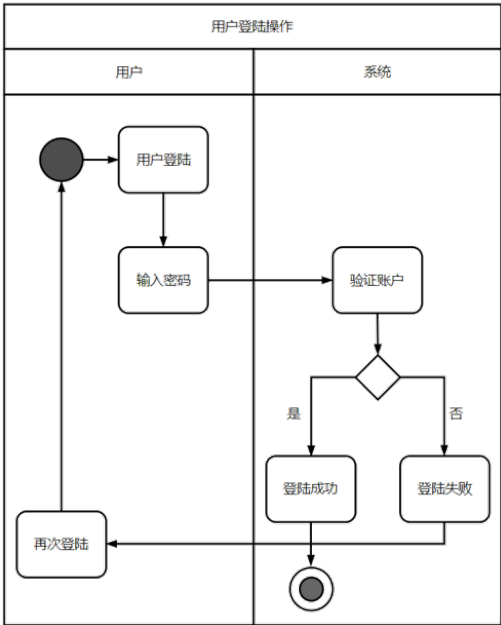 用户登陆操作
用户
系统
用户登陆
输入密码
验证账户
是
否
登陆成功
登陆失败
再次登陆